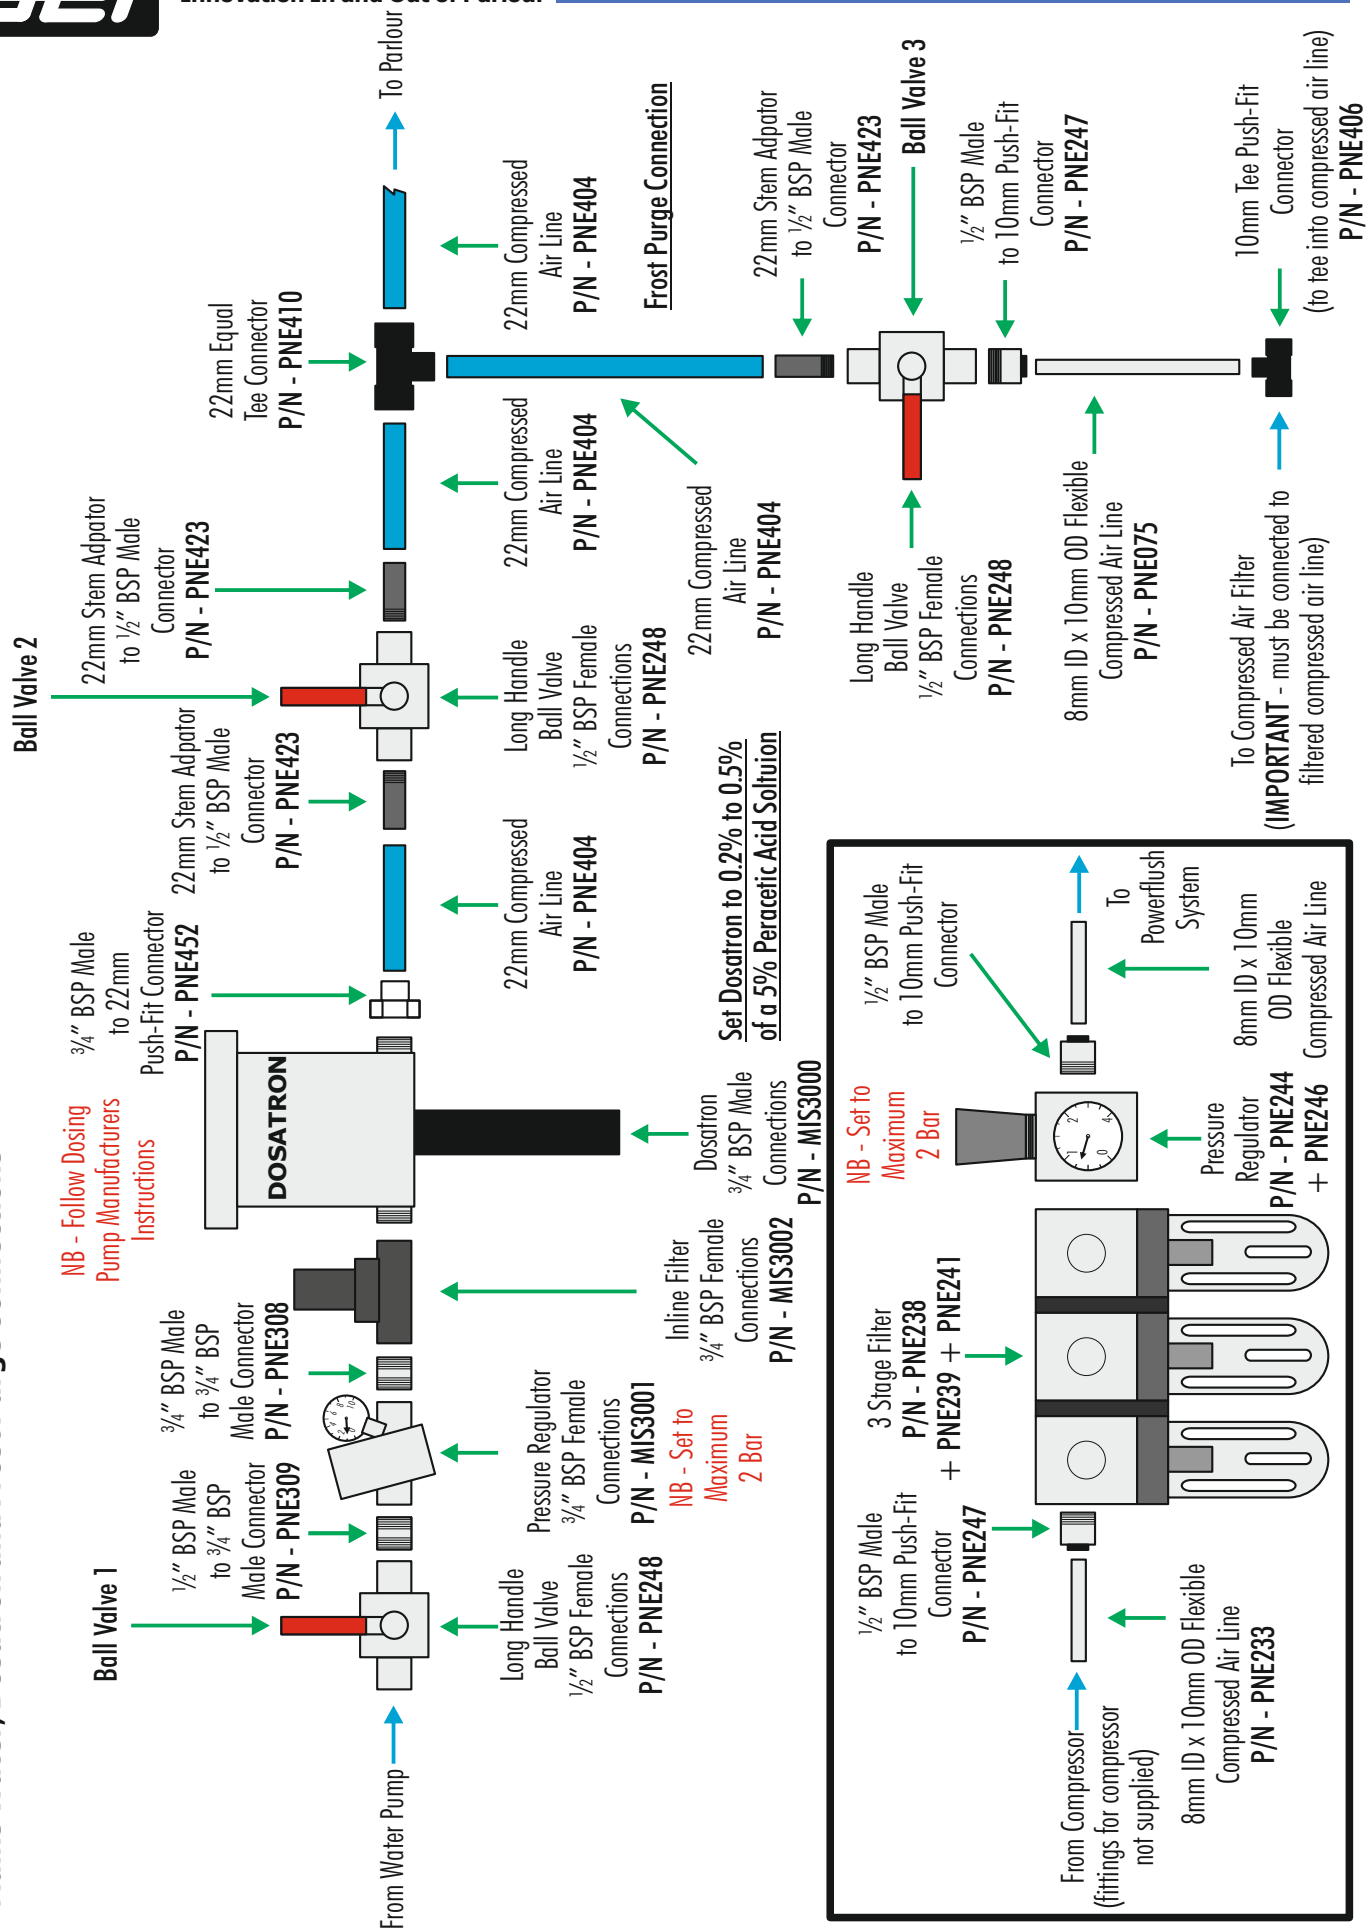 Innovation In and Out of Parlour
Ball Valve 1
Ball Valve 2
NB - Follow Dosing
Pump Manufacturers
Instructions
½" BSP Male
to ¾" BSP
Male Connector
P/N - PNE309
¾" BSP Male
to ¾" BSP
Male Connector
P/N - PNE308
¾" BSP Male
to 22mm
Push-Fit Connector
P/N - PNE452
22mm Stem Adpator
to ½" BSP Male
Connector
P/N - PNE423
22mm Stem Adpator
to ½" BSP Male
Connector
P/N - PNE423
22mm Equal
Tee Connector
P/N - PNE410
From Water Pump
DOSATRON
To Parlour
Long Handle
Ball Valve
½" BSP Female
Connections
P/N - PNE248
Pressure Regulator
¾" BSP Female
Connections
P/N - MIS3001
NB - Set to
Maximum
2 Bar
Inline Filter
¾" BSP Female
Connections
P/N - MIS3002
Dosatron
¾" BSP Male
Connections
P/N - MIS3000
22mm Compressed
Air Line
P/N - PNE404
Long Handle
Ball Valve
½" BSP Female
Connections
P/N - PNE248
22mm Compressed
Air Line
P/N - PNE404
22mm Compressed
Air Line
P/N - PNE404
Set Dosatron to 0.2% to 0.5%
of a 5% Peracetic Acid Soltuion
22mm Compressed
Air Line
P/N - PNE404
Frost Purge Connection
22mm Stem Adpator
to ½" BSP Male
Connector
P/N - PNE423
Ball Valve 3
Long Handle
Ball Valve
½" BSP Female
Connections
P/N - PNE248
½" BSP Male
to 10mm Push-Fit
Connector
P/N - PNE247
8mm ID x 10mm OD Flexible
Compressed Air Line
P/N - PNE075
10mm Tee Push-Fit
Connector
(to tee into compressed air line)
P/N - PNE406
To Compressed Air Filter
(IMPORTANT - must be connected to
filtered compressed air line)
½" BSP Male
to 10mm Push-Fit
Connector
P/N - PNE247
3 Stage Filter
P/N - PNE238
+ PNE239 + PNE241
NB - Set to
Maximum
2 Bar
½" BSP Male
to 10mm Push-Fit
Connector
From Compressor
(fittings for compressor
not supplied)
0 1 2 4
To
Powerflush
System
8mm ID x 10mm OD Flexible
Compressed Air Line
P/N - PNE233
Pressure
Regulator
P/N - PNE244
+ PNE246
8mm ID x 10mm
OD Flexible
Compressed Air Line